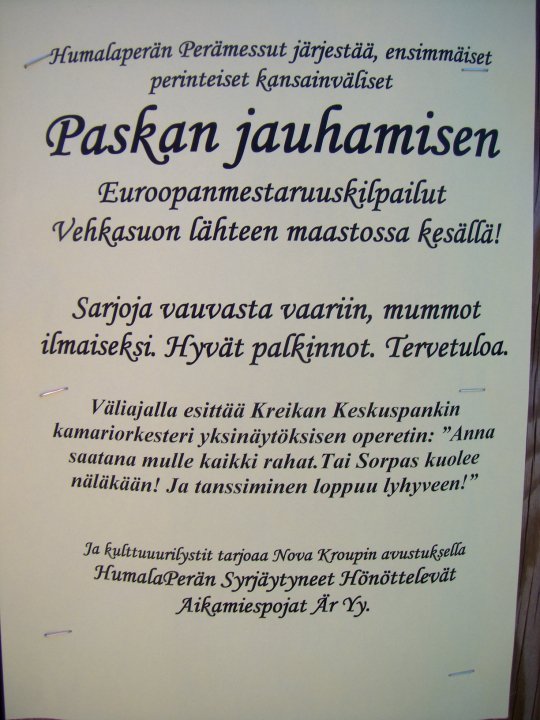 Humalaperän Perämessut järjestää, ensimmäiset
perinteiset kansainväliset
Paskan jauhamisen
Euroopanmestaruuskilpailut
Vehkasuon lähteen maastossa kesällä!
Sarjoja vauvasta vaariin, mummot
ilmaiseksi. Hyvät palkinnot. Tervetuloa.
Väliajalla esittää Kreikan Keskuspankin
kamariorkesteri yksinäytöksisen operetin: ”Anna
saatana mulle kaikki rahat.Tai Sorpas kuolee
näläkään! Ja tanssiminen loppuu lyhyveen!”
Ja kulttuuurilystit tarjoaa Nova Kroupin avustuksella
HumalaPerän Syrjäytyneet Hönöttelevät
Aikamiespojat Är Yy.